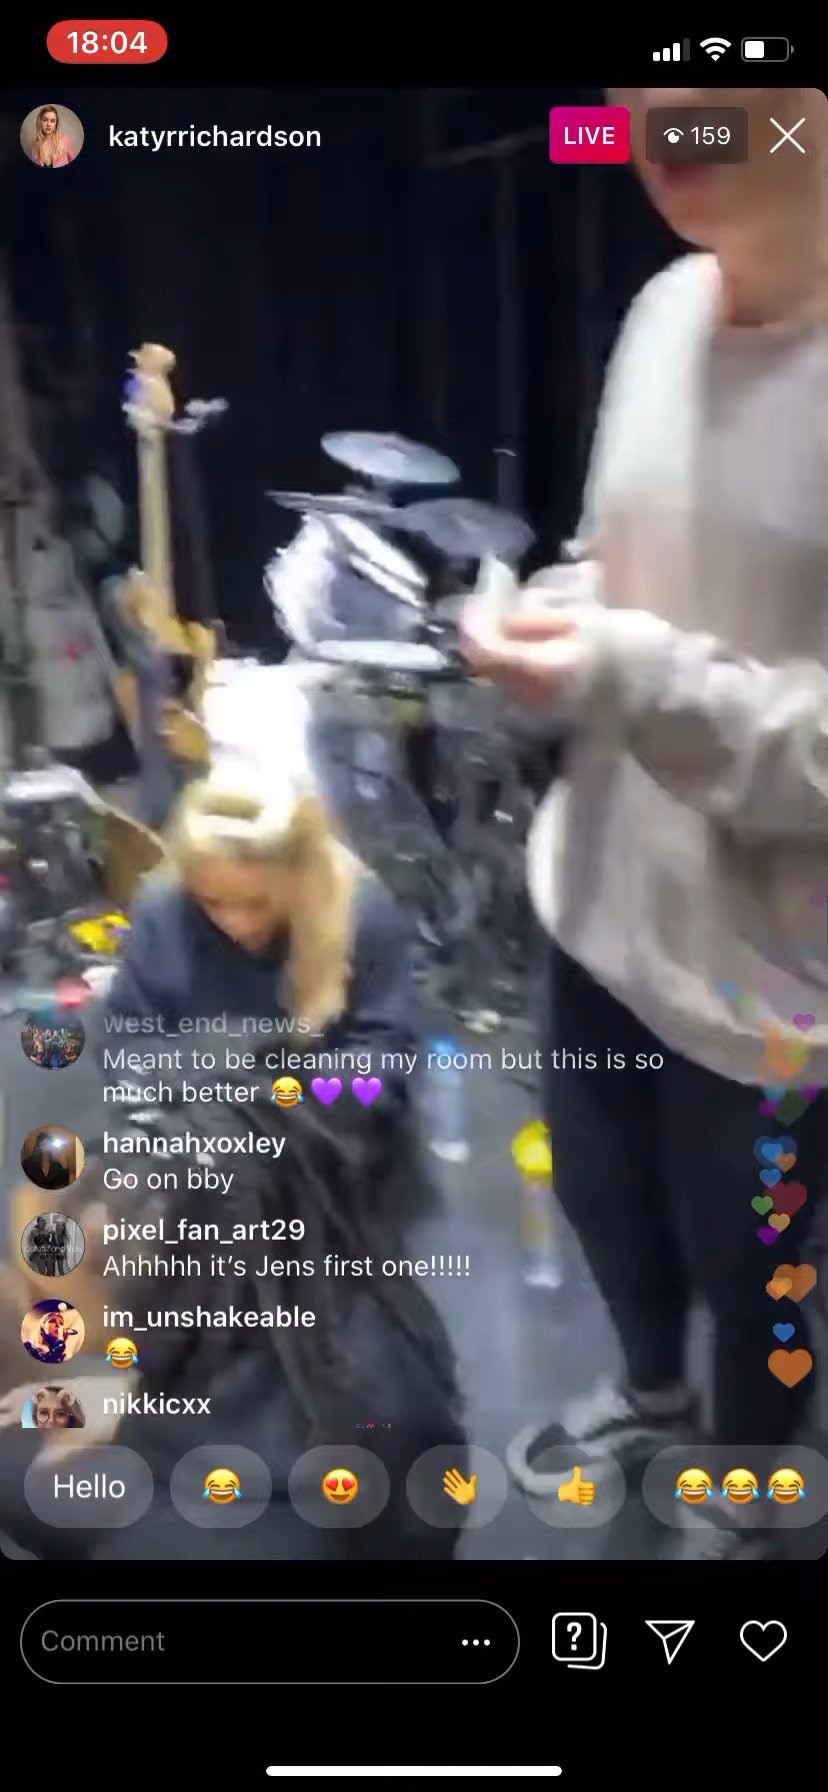 18:04
katyrrichardson
LIVE
159
west_end_news_
Meant to be cleaning my room but this is so
much better 😂💜💜
hannahxoxley
Go on bby
pixel_fan_art29
Ahhhhh it’s Jens first one!!!!!
im_unshakeable
😂
nikkicxx
Hello 😂 😍 👋 👍 😂😂😂
Comment